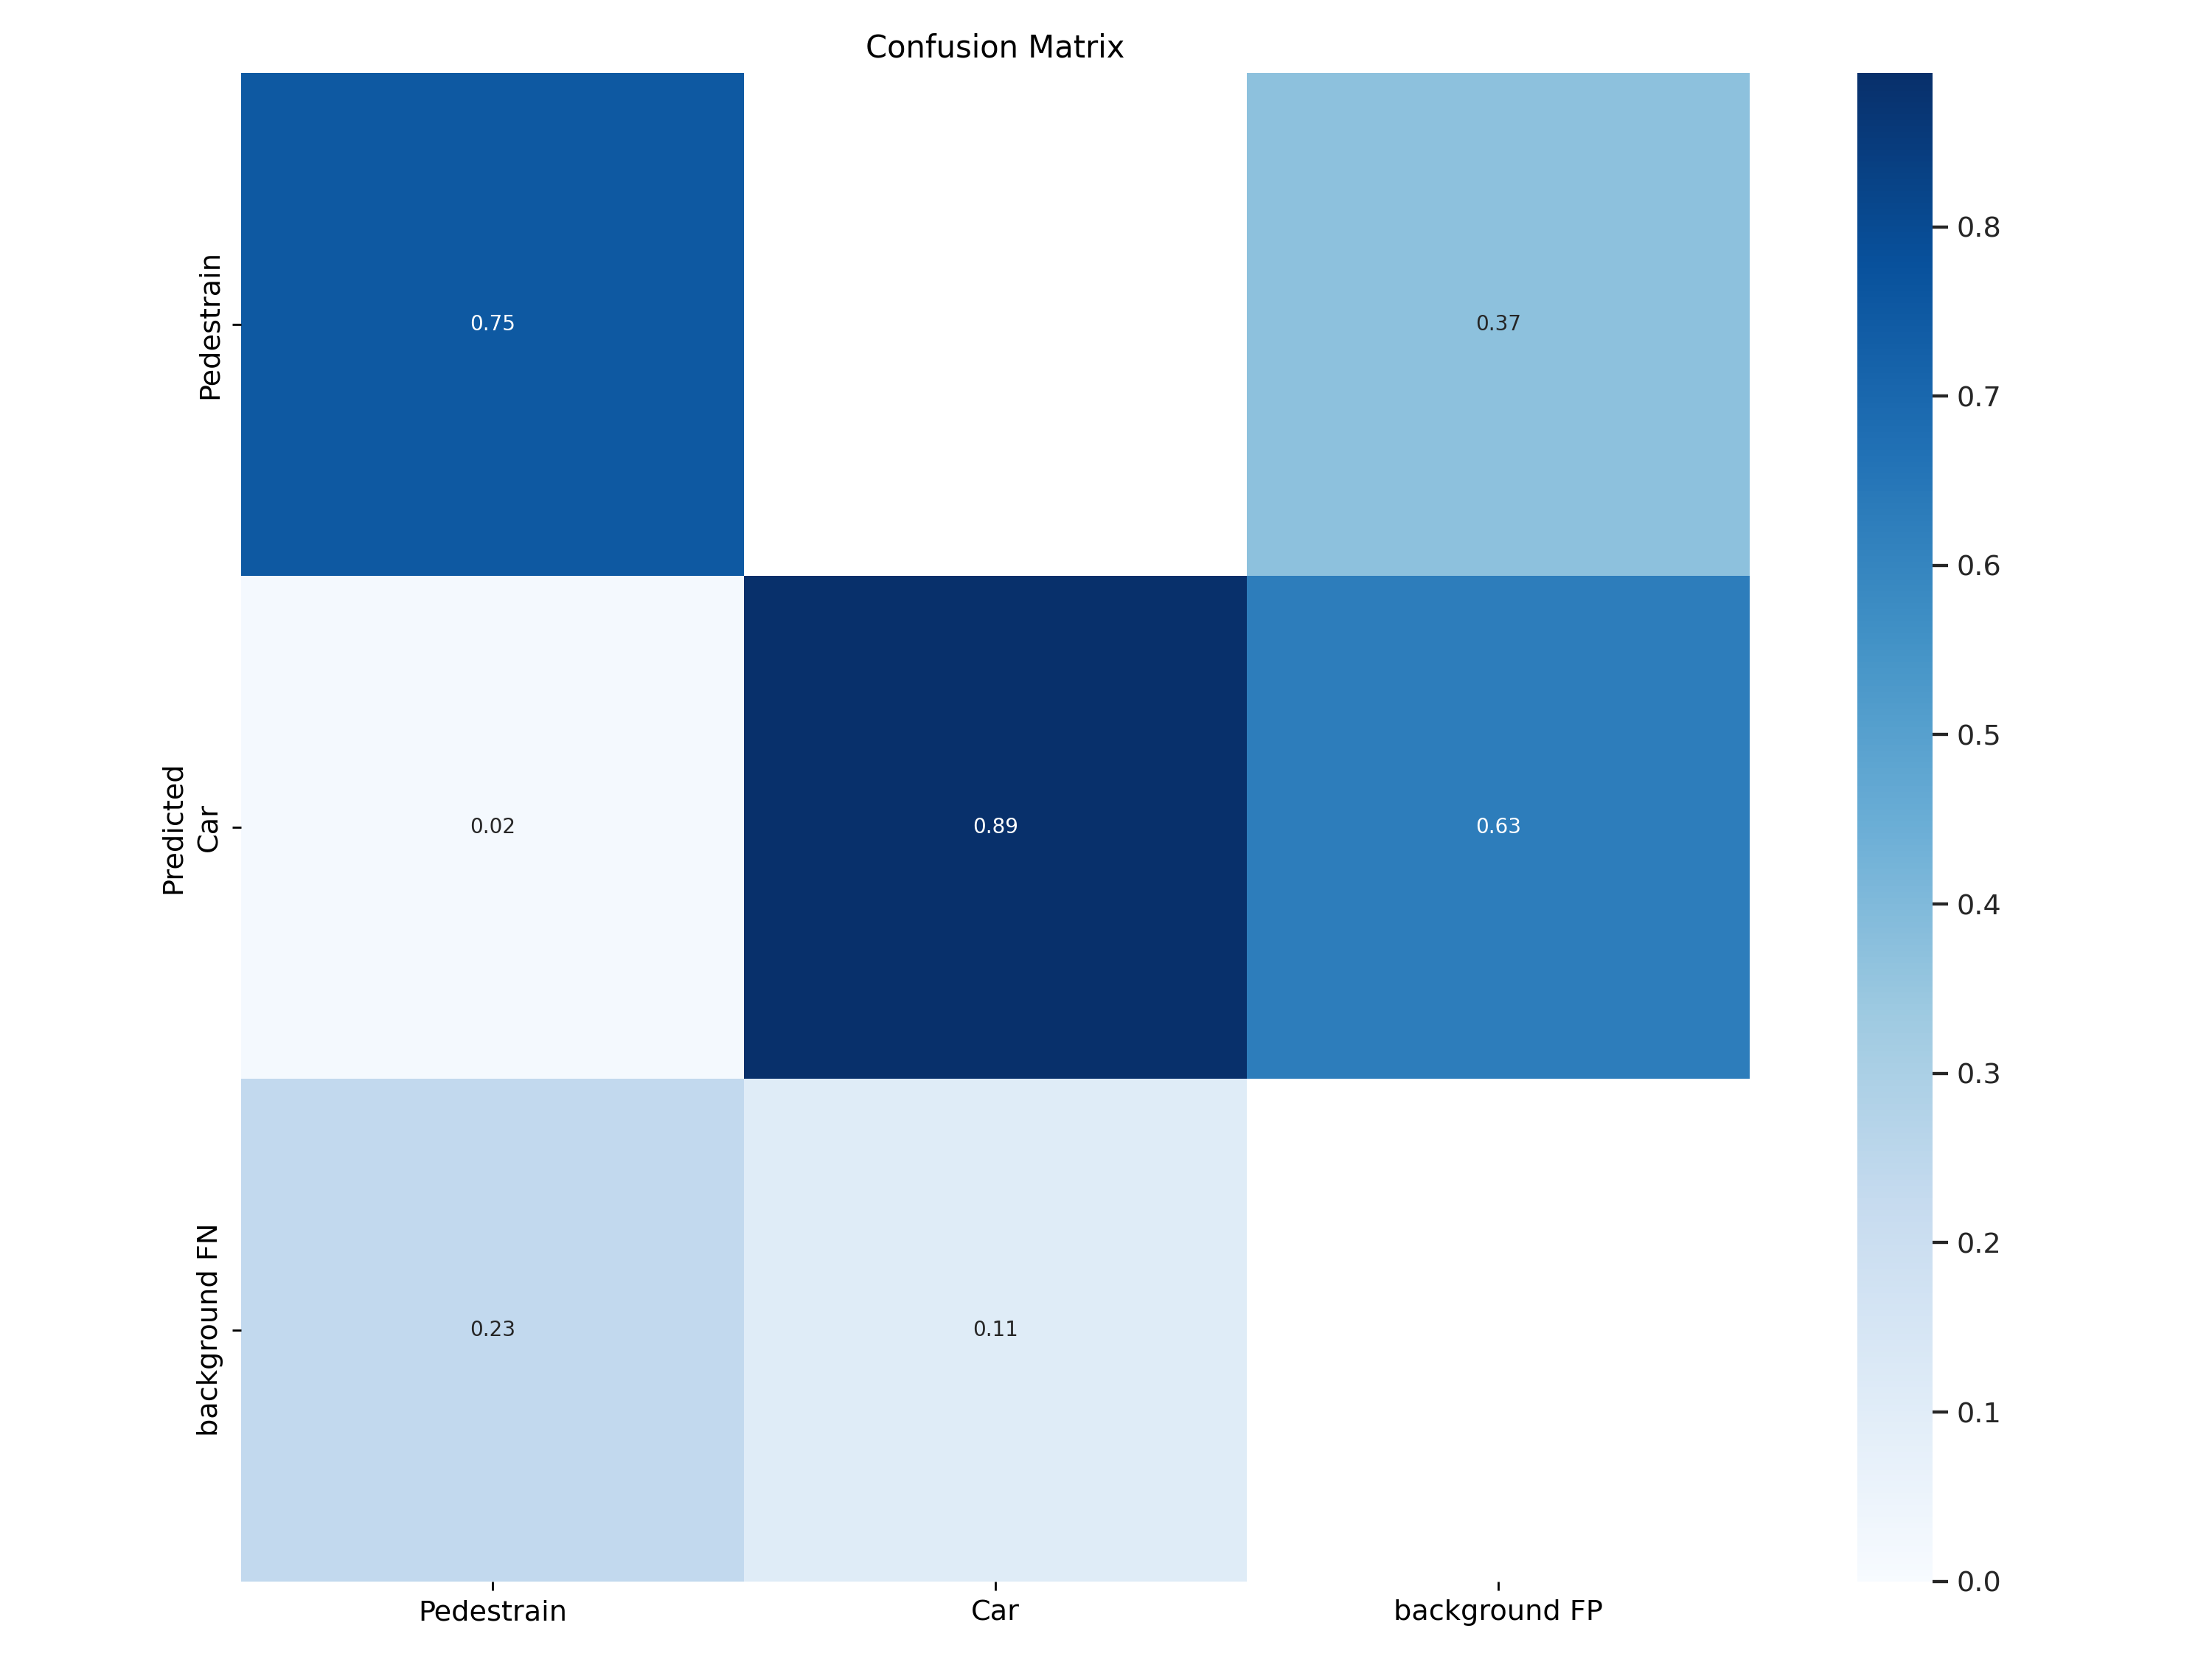 Confusion Matrix
Pedestrain
0.75
0.37
Predicted
Car
0.02
0.89
0.63
background FN
0.23
0.11
Pedestrain
Car
background FP
0.8
0.7
0.6
0.5
0.4
0.3
0.2
0.1
0.0